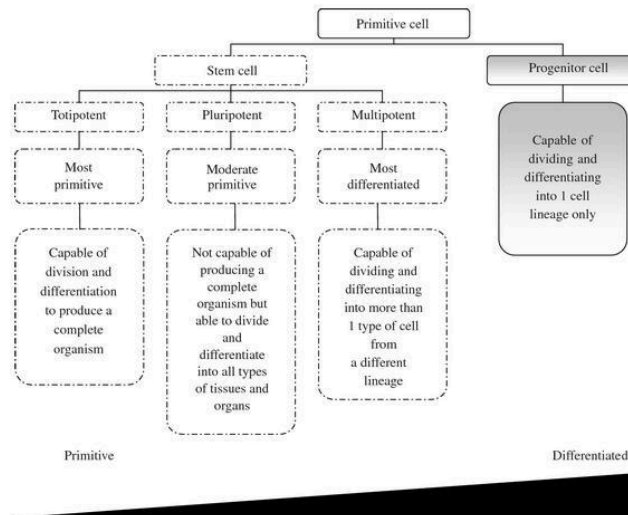 Primitive cell
Stem cell
Progenitor cell
Totipotent
Pluripotent
Multipotent
Most
primitive
Moderate
primitive
Most
differentiated
Capable of
division and
differentiation
to produce a
complete
organism
Not capable of
producing a
complete
organism but
able to divide
and
differentiate
into all types
of tissues and
organs
Capable of
dividing and
differentiating
into more than
1 type of cell
from
a different
lineage
Capable of
dividing and
differentiating
into 1 cell
lineage only
Primitive
Differentiated